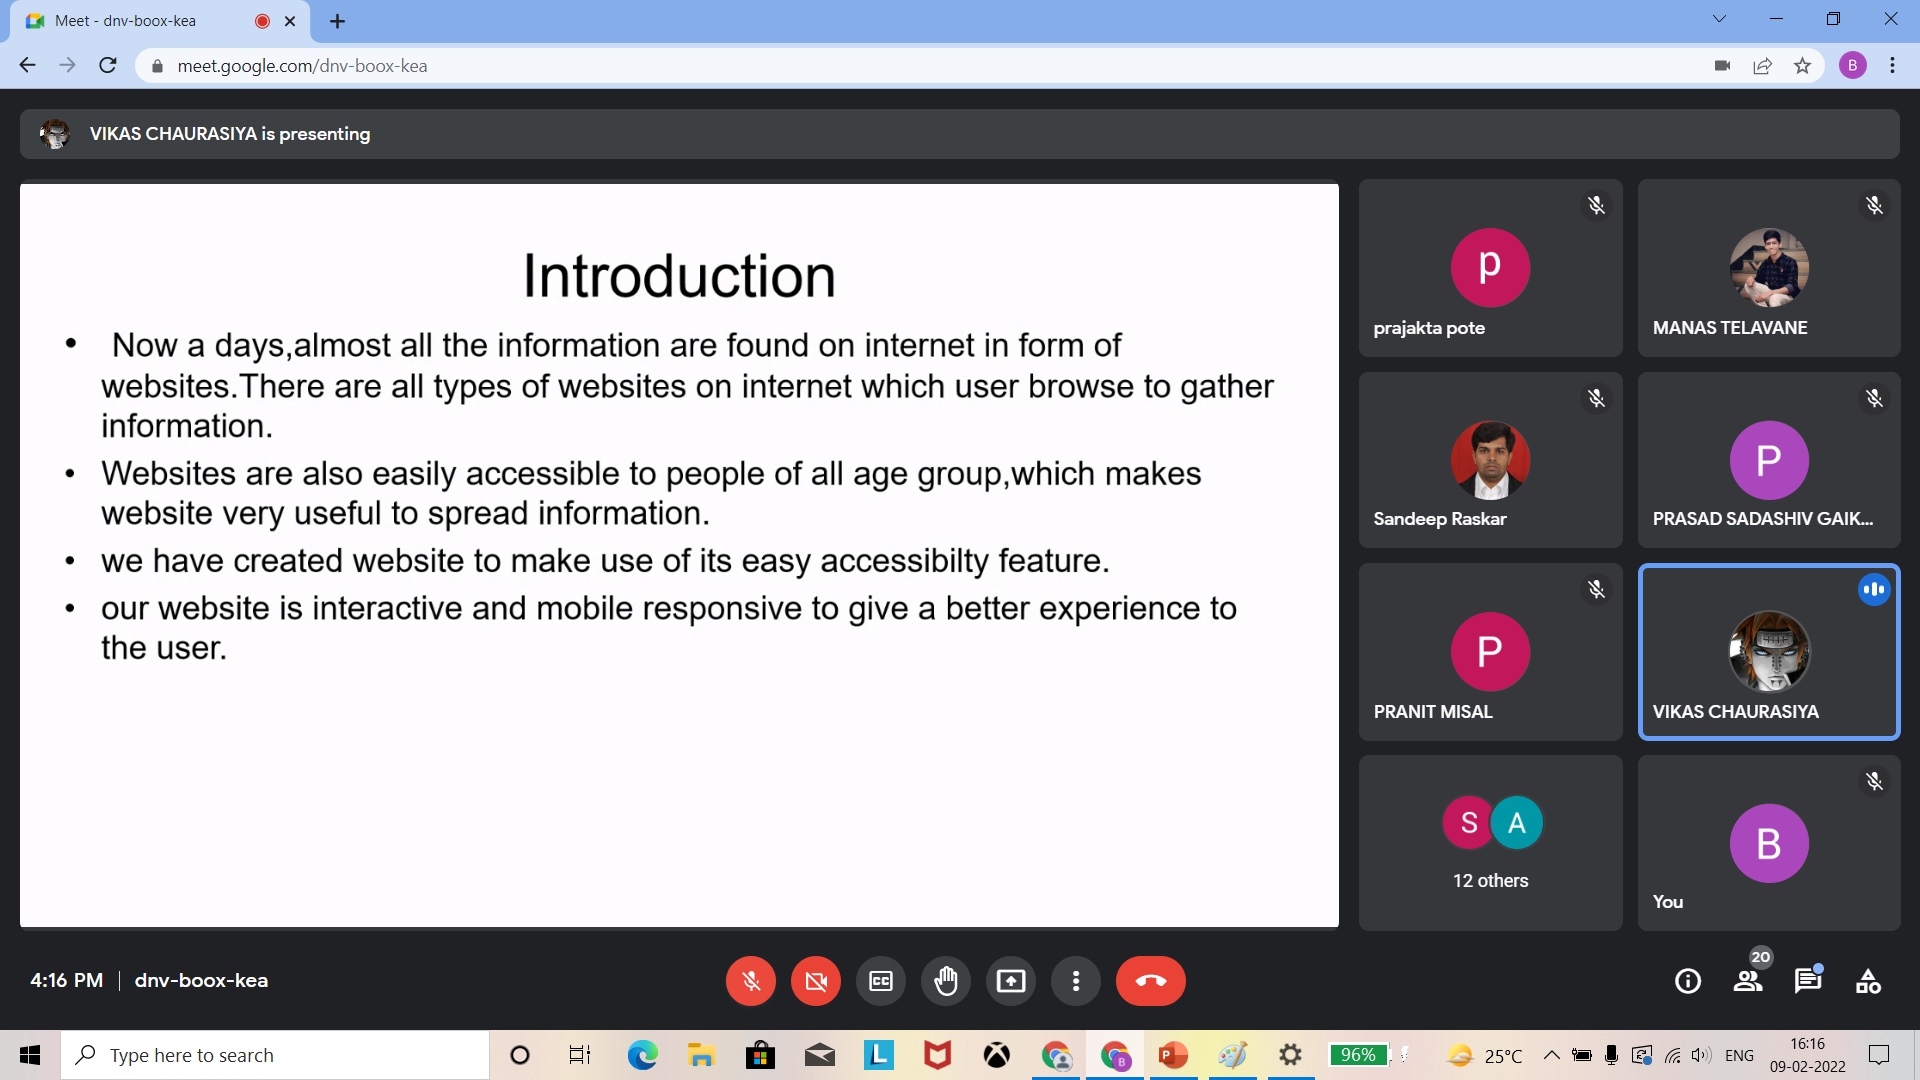 Meet - dnv-boox-kea
meet.google.com/dnv-boox-kea
B
VIKAS CHAURASIYA is presenting
Introduction
• Now a days,almost all the information are found on internet in form of
websites.There are all types of websites on internet which user browse to gather
information.
• Websites are also easily accessible to people of all age group,which makes
website very useful to spread information.
• we have created website to make use of its easy accessibilty feature.
• our website is interactive and mobile responsive to give a better experience to
the user.
p
prajakta pote
MANAS TELAVANE
Sandeep Raskar
P
PRASAD SADASHIV GAIK...
P
PRANIT MISAL
VIKAS CHAURASIYA
S A
12 others
B
You
4:16 PM | dnv-boox-kea
CC
20
Type here to search
L
B
P
96%
25°C
ENG
16:16
09-02-2022